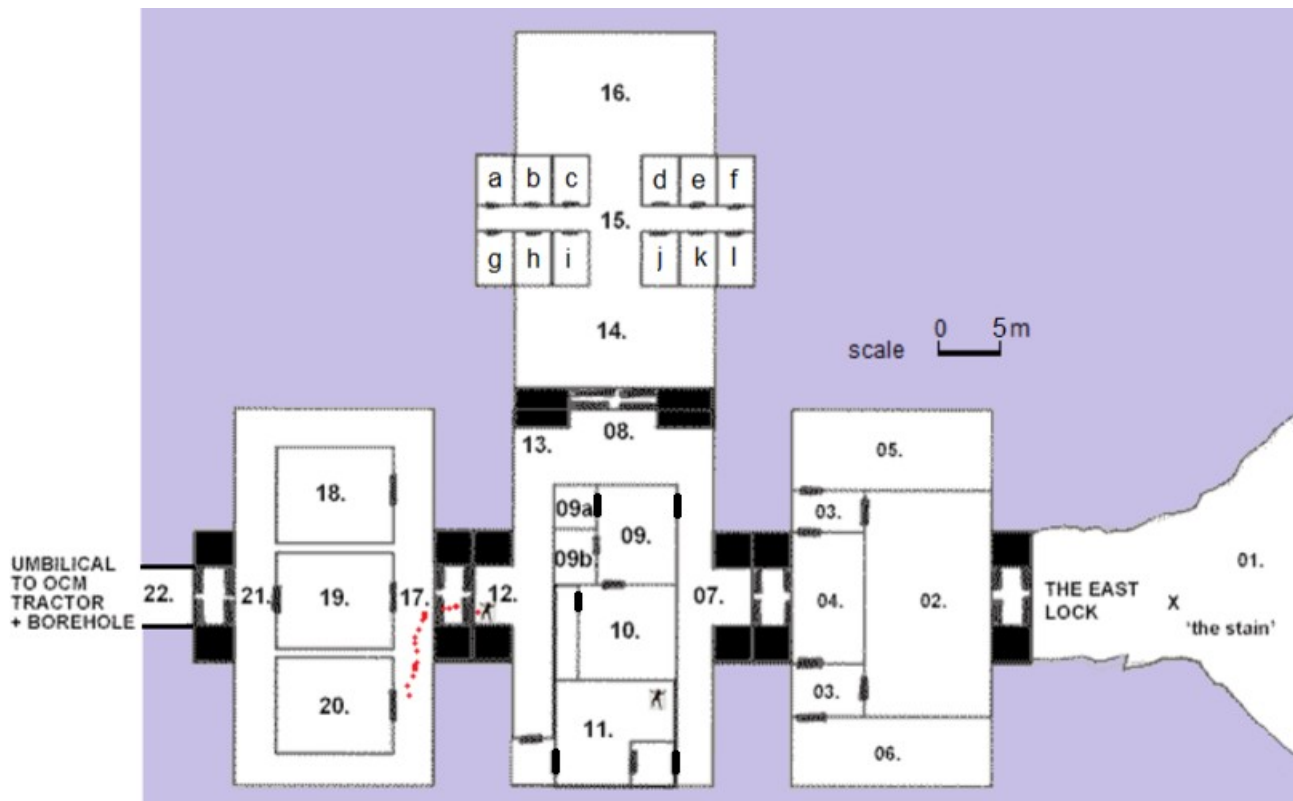 16.
a
b
c
d
e
f
15.
g
h
i
j
k
l
14.
0 5m
scale
13.
08.
05.
18.
09a
09.
03.
09b
UMBILICAL
TO OCM
TRACTOR
+ BOREHOLE
22.
21.
19.
17.
12.
10.
07.
04.
02.
THE EAST
LOCK
01.
X
'the stain'
20.
11.
03.
06.